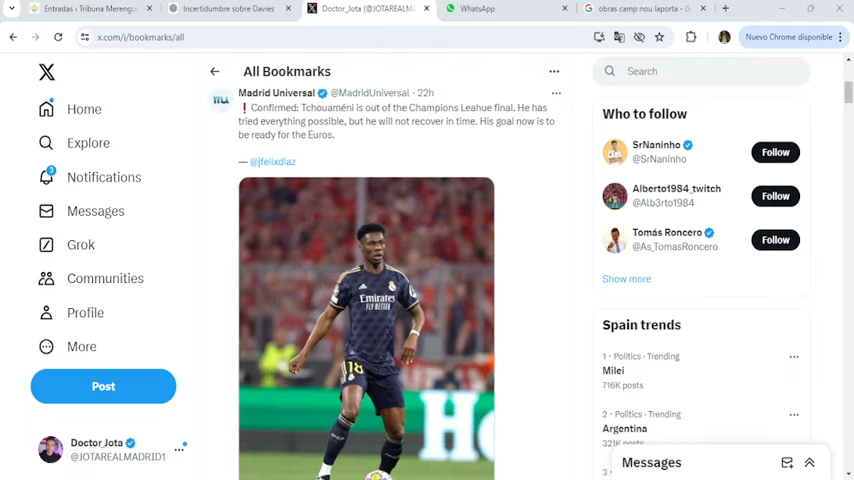 Entradas ‹ Tribuna Mereng
Incertidumbre sobre Davies
Doctor_Jota (@JOTAREALMA
WhatsApp
obras camp nou laporta - G
x.com/i/bookmarks/all
Nuevo Chrome disponible
All Bookmarks
Search
Madrid Universal @MadridUniversal · 22h
❗ Confirmed: Tchouaméni is out of the Champions Leahue final. He has
tried everything possible, but he will not recover in time. His goal now is to
be ready for the Euros.
— @jfelixdiaz
Home
Explore
3
Notifications
Messages
Grok
Communities
Profile
More
Post
Doctor_Jota
@JOTAREALMADRID1
Emirates
FLY BETTER
18
Who to follow
SrNaninho
@SrNaninho
Follow
Alberto1984_twitch
@Alb3rto1984
Follow
Tomás Roncero
@As_TomasRoncero
Follow
Show more
Spain trends
1 · Politics · Trending
Milei
716K posts
2 · Politics · Trending
Argentina
321K posts
3
Messages